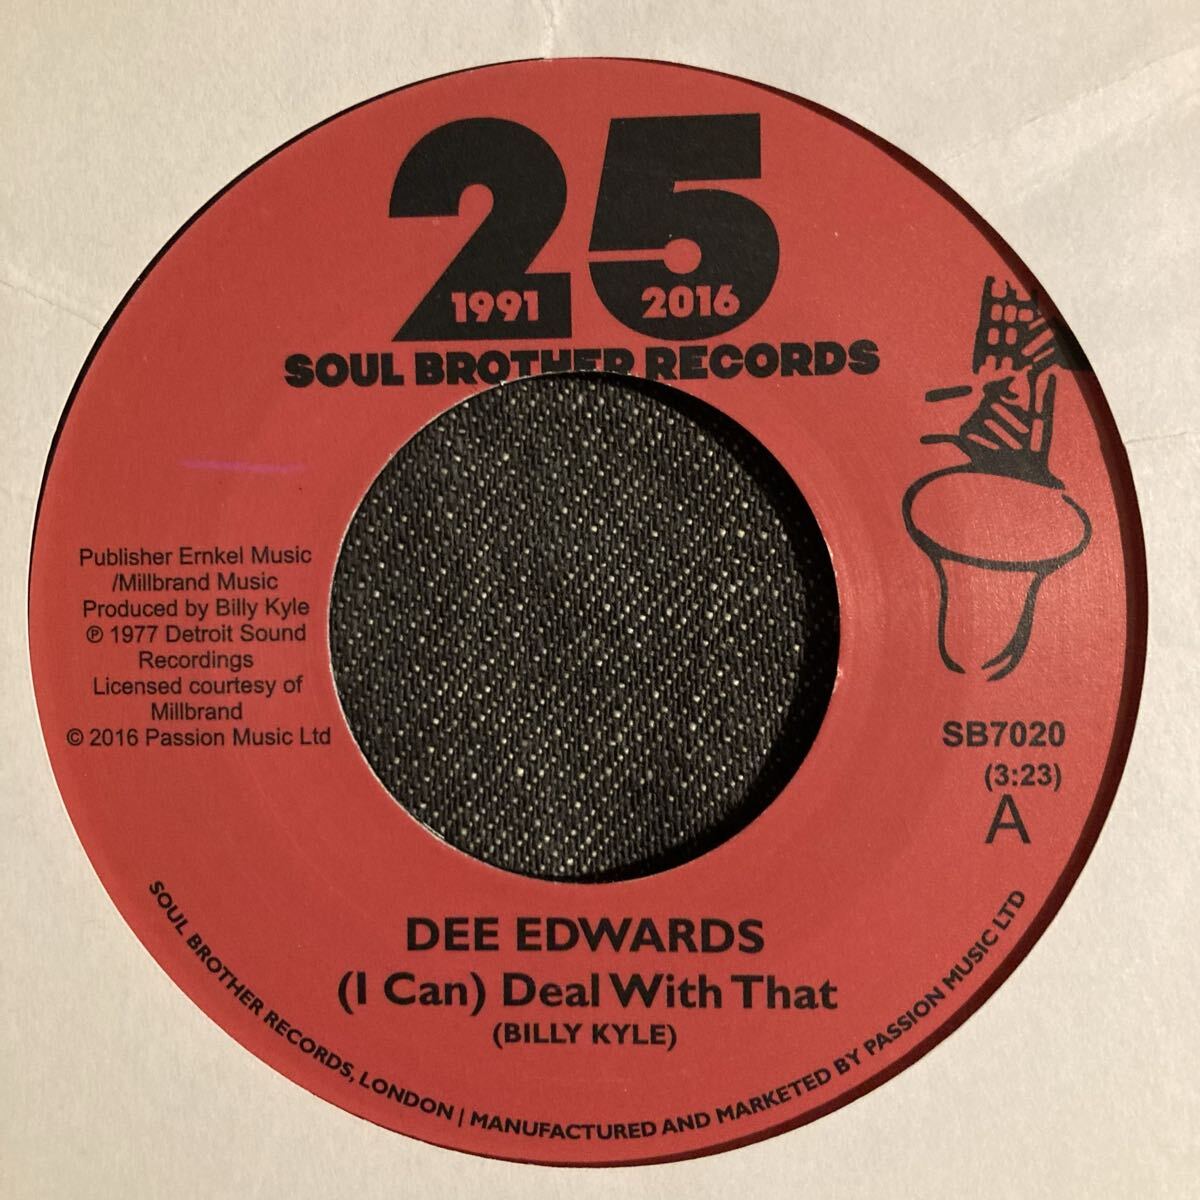 25
1991 2016
SOUL BROTHER RECORDS
Publisher Ernkel Music
/Millbrand Music
Produced by Billy Kyle
℗ 1977 Detroit Sound
Recordings
Licensed courtesy of
Millbrand
© 2016 Passion Music Ltd
SB7020
(3:23)
A
DEE EDWARDS
(I Can) Deal With That
(BILLY KYLE)
SOUL BROTHER RECORDS, LONDON | MANUFACTURED AND MARKETED BY PASSION MUSIC LTD